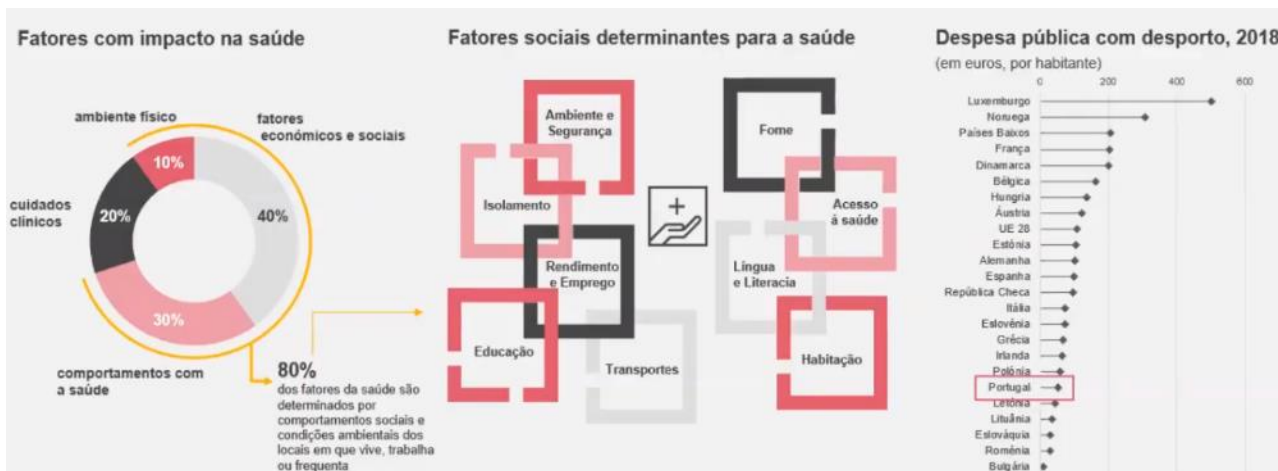 Fatores com impacto na saúde
ambiente físico
fatores
económicos e sociais
10%
cuidados
clínicos
20%
40%
30%
comportamentos com
a saúde
80%
dos fatores da saúde são
determinados por
comportamentos sociais e
condições ambientais dos
locais em que vive, trabalha
ou frequenta
Fatores sociais determinantes para a saúde
Ambiente e
Segurança
Fome
Isolamento
Acesso
á saúde
Rendimento
e Emprego
Língua
e Literacia
Educação
Transportes
Habitação
Despesa pública com desporto, 2018
(em euros, por habitante)
0 200 400 600
Luxemburgo
Noruega
Países Baixos
França
Dinamarca
Bélgica
Hungria
Áustria
UE 28
Estónia
Alemanha
Espanha
República Checa
Itália
Eslovénia
Grécia
Irlanda
Polónia
Portugal
Letónia
Lituânia
Eslováquia
Roménia
Bulgária